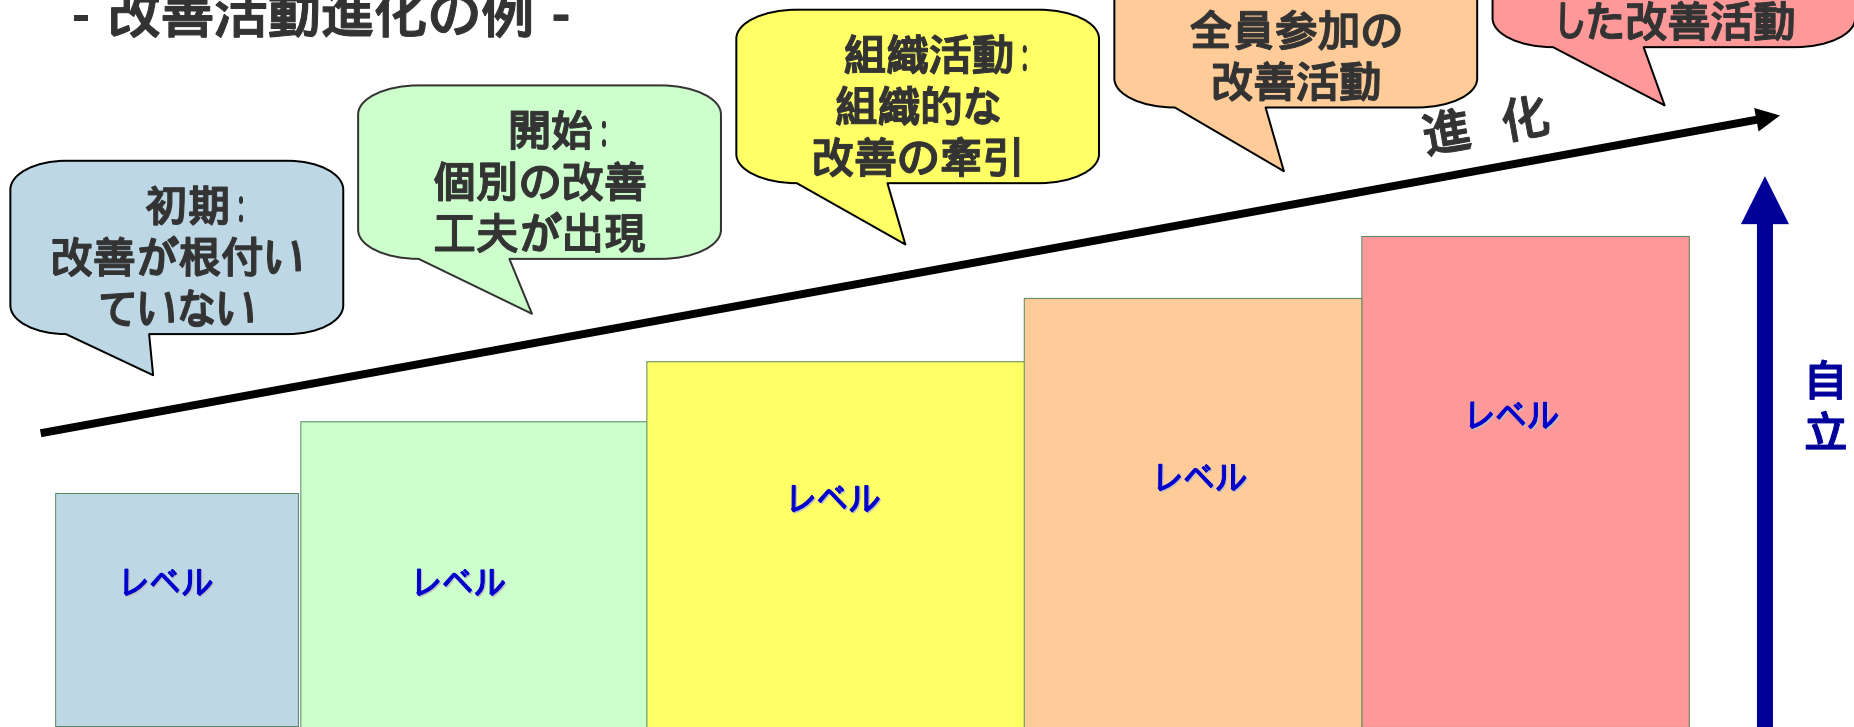 - 改善活動進化の例 -
初期:
改善が根付い
ていない
開始:
個別の改善
工夫が出現
組織活動:
組織的な
改善の牽引
全員参加の
改善活動
した改善活動
進 化
自
立
レベル
レベル
レベル
レベル
レベル